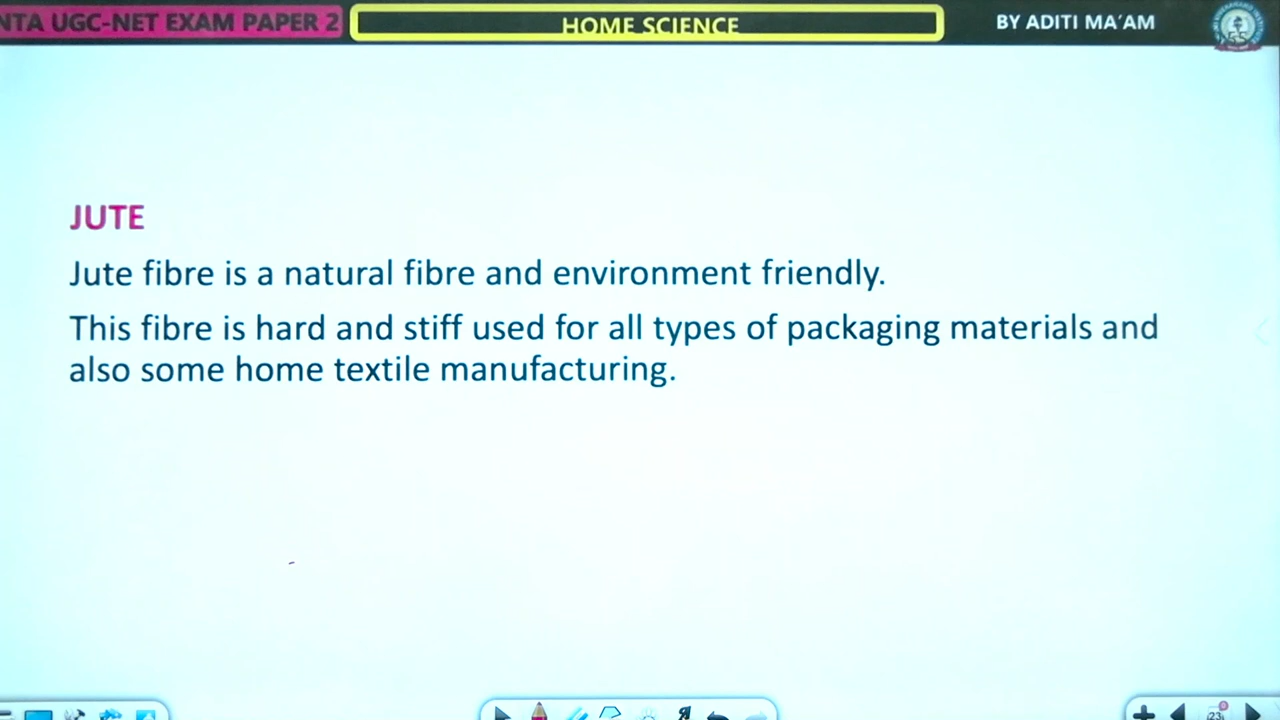 NTA UGC-NET EXAM PAPER 2
HOME SCIENCE
BY ADITI MA'AM
JUTE
Jute fibre is a natural fibre and environment friendly.
This fibre is hard and stiff used for all types of packaging materials and
also some home textile manufacturing.
23